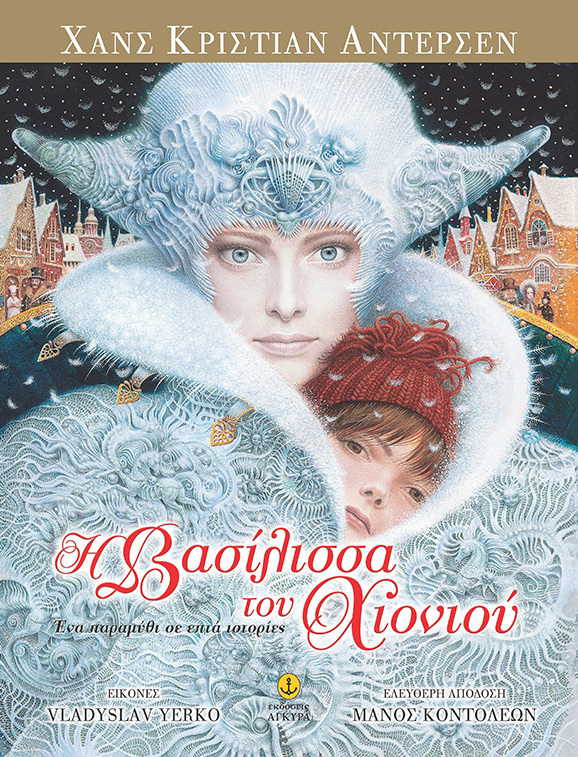 ΧΑΝΣ ΚΡΙΣΤΙΑΝ ΑΝΤΕΡΣΕΝ
Η Βασίλισσα
του Χιονιού
Ένα παραμύθι σε επτά ιστορίες
ΕΙΚΟΝΕΣ
VLADYSLAV YERKO
εκδόσεις
ΑΓΚΥΡΑ
ΕΛΕΥΘΕΡΗ ΑΠΟΔΟΣΗ
ΜΑΝΟΣ ΚΟΝΤΟΛΕΩΝ